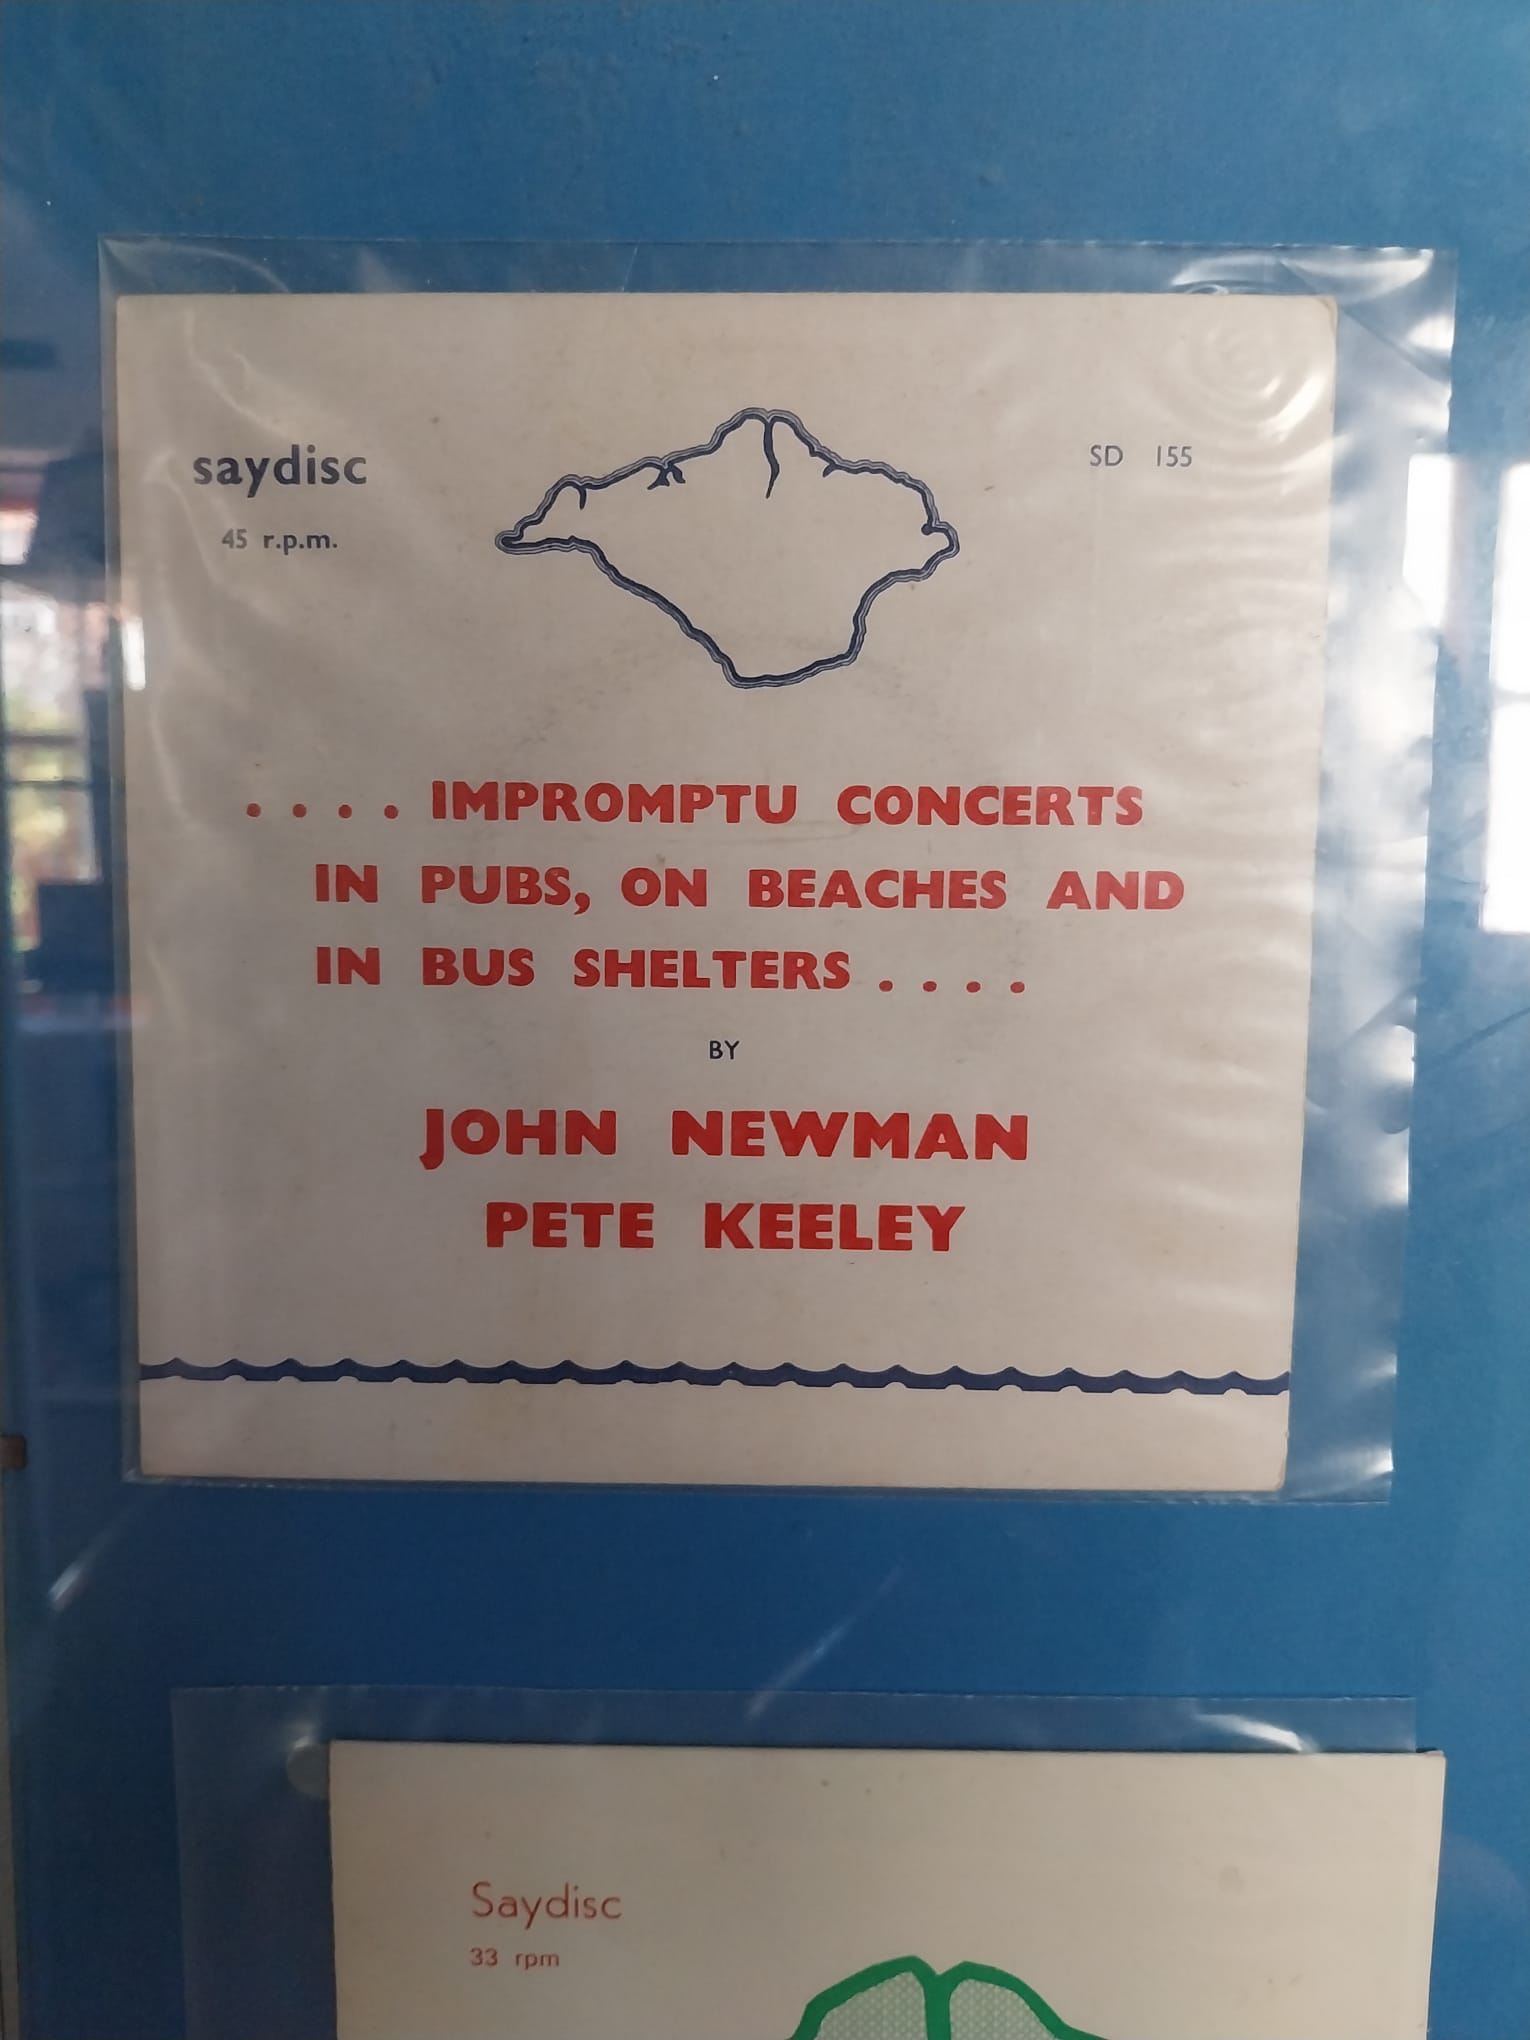 saydisc
45 r.p.m.
SD 155
. . . . IMPROMPTU CONCERTS
IN PUBS, ON BEACHES AND
IN BUS SHELTERS . . . .
BY
JOHN NEWMAN
PETE KEELEY
Saydisc
33 rpm